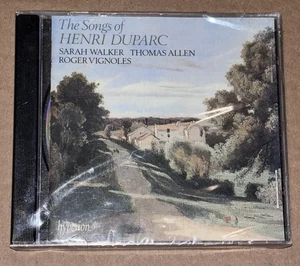 The Songs of
HENRI DUPARC
SARAH WALKER THOMAS ALLEN
ROGER VIGNOLES
hyperion